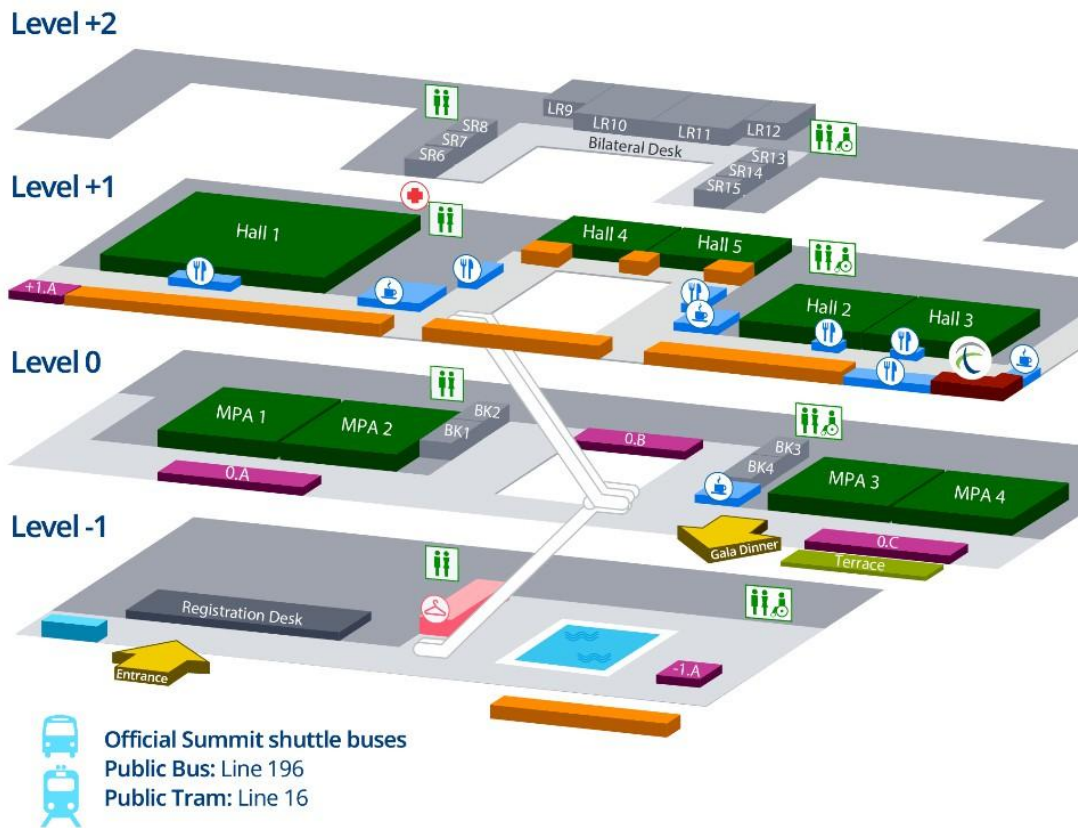 Level +2
LR9
LR10
LR11
LR12
SR8
SR7
SR6
Bilateral Desk
SR13
SR14
SR15
Level +1
Hall 1
Hall 4
Hall 5
+1.A
Hall 2
Hall 3
Level 0
MPA 1
MPA 2
BK2
BK1
0.A
0.B
BK3
BK4
MPA 3
MPA 4
Gala Dinner
0.C
Terrace
Level -1
Registration Desk
Entrance
-1.A
Official Summit shuttle buses
Public Bus: Line 196
Public Tram: Line 16